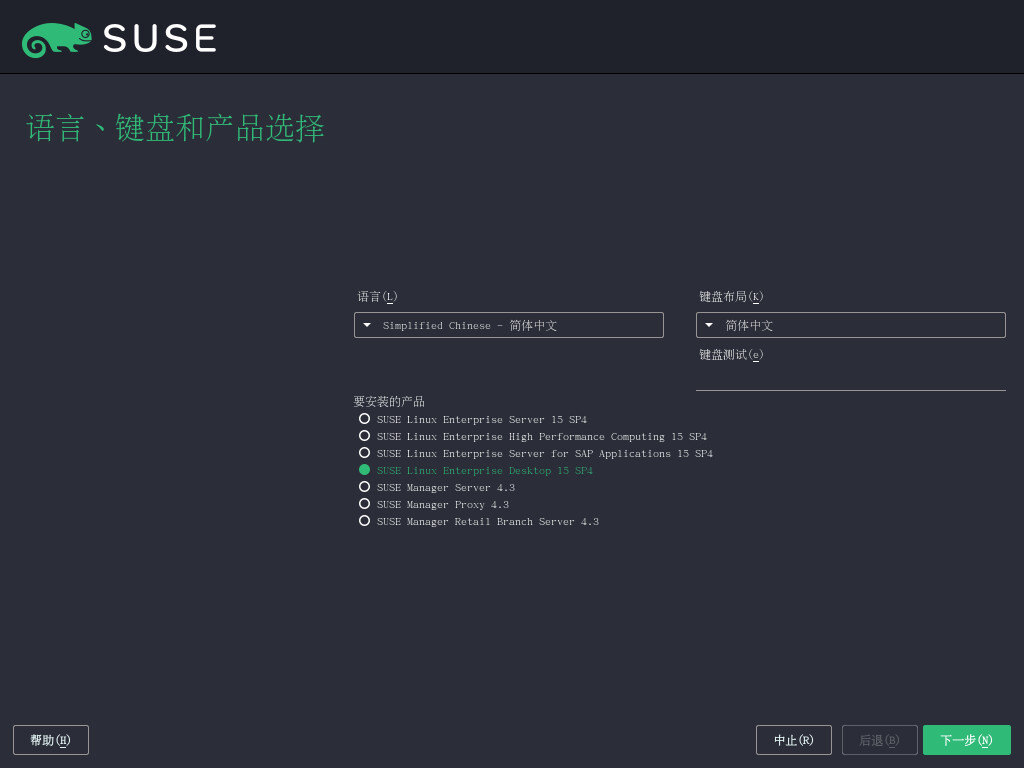 SUSE
语言、键盘和产品选择
语言(L)
键盘布局(K)
Simplified Chinese - 简体中文
简体中文
键盘测试(e)
要安装的产品
SUSE Linux Enterprise Server 15 SP4
SUSE Linux Enterprise High Performance Computing 15 SP4
SUSE Linux Enterprise Server for SAP Applications 15 SP4
SUSE Linux Enterprise Desktop 15 SP4
SUSE Manager Server 4.3
SUSE Manager Proxy 4.3
SUSE Manager Retail Branch Server 4.3
帮助(H)
中止(R)
后退(B)
下一步(N)